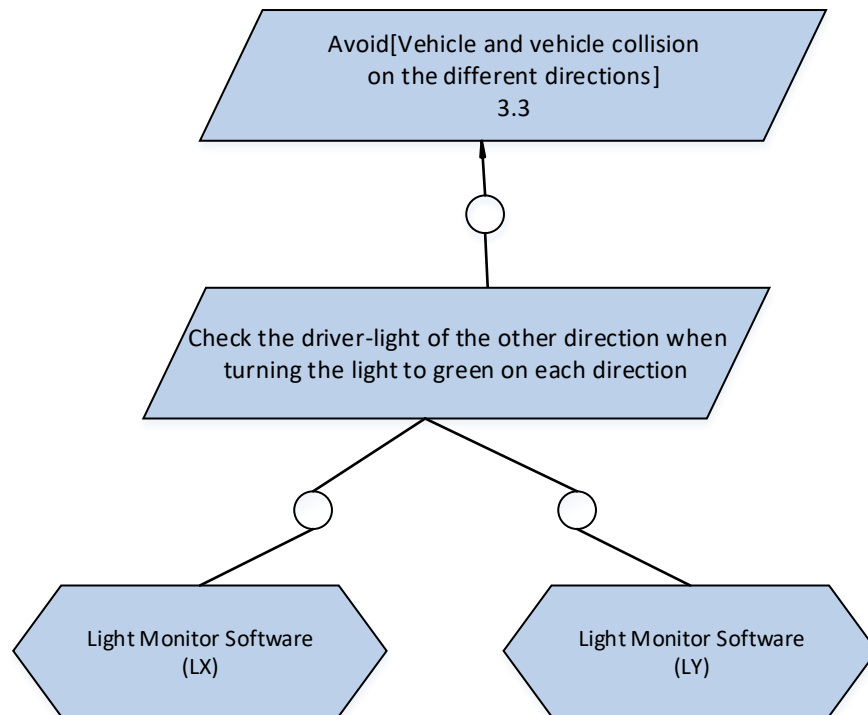 Avoid[Vehicle and vehicle collision
on the different directions]
3.3
Check the driver-light of the other direction when
turning the light to green on each direction
Light Monitor Software
(LX)
Light Monitor Software
(LY)